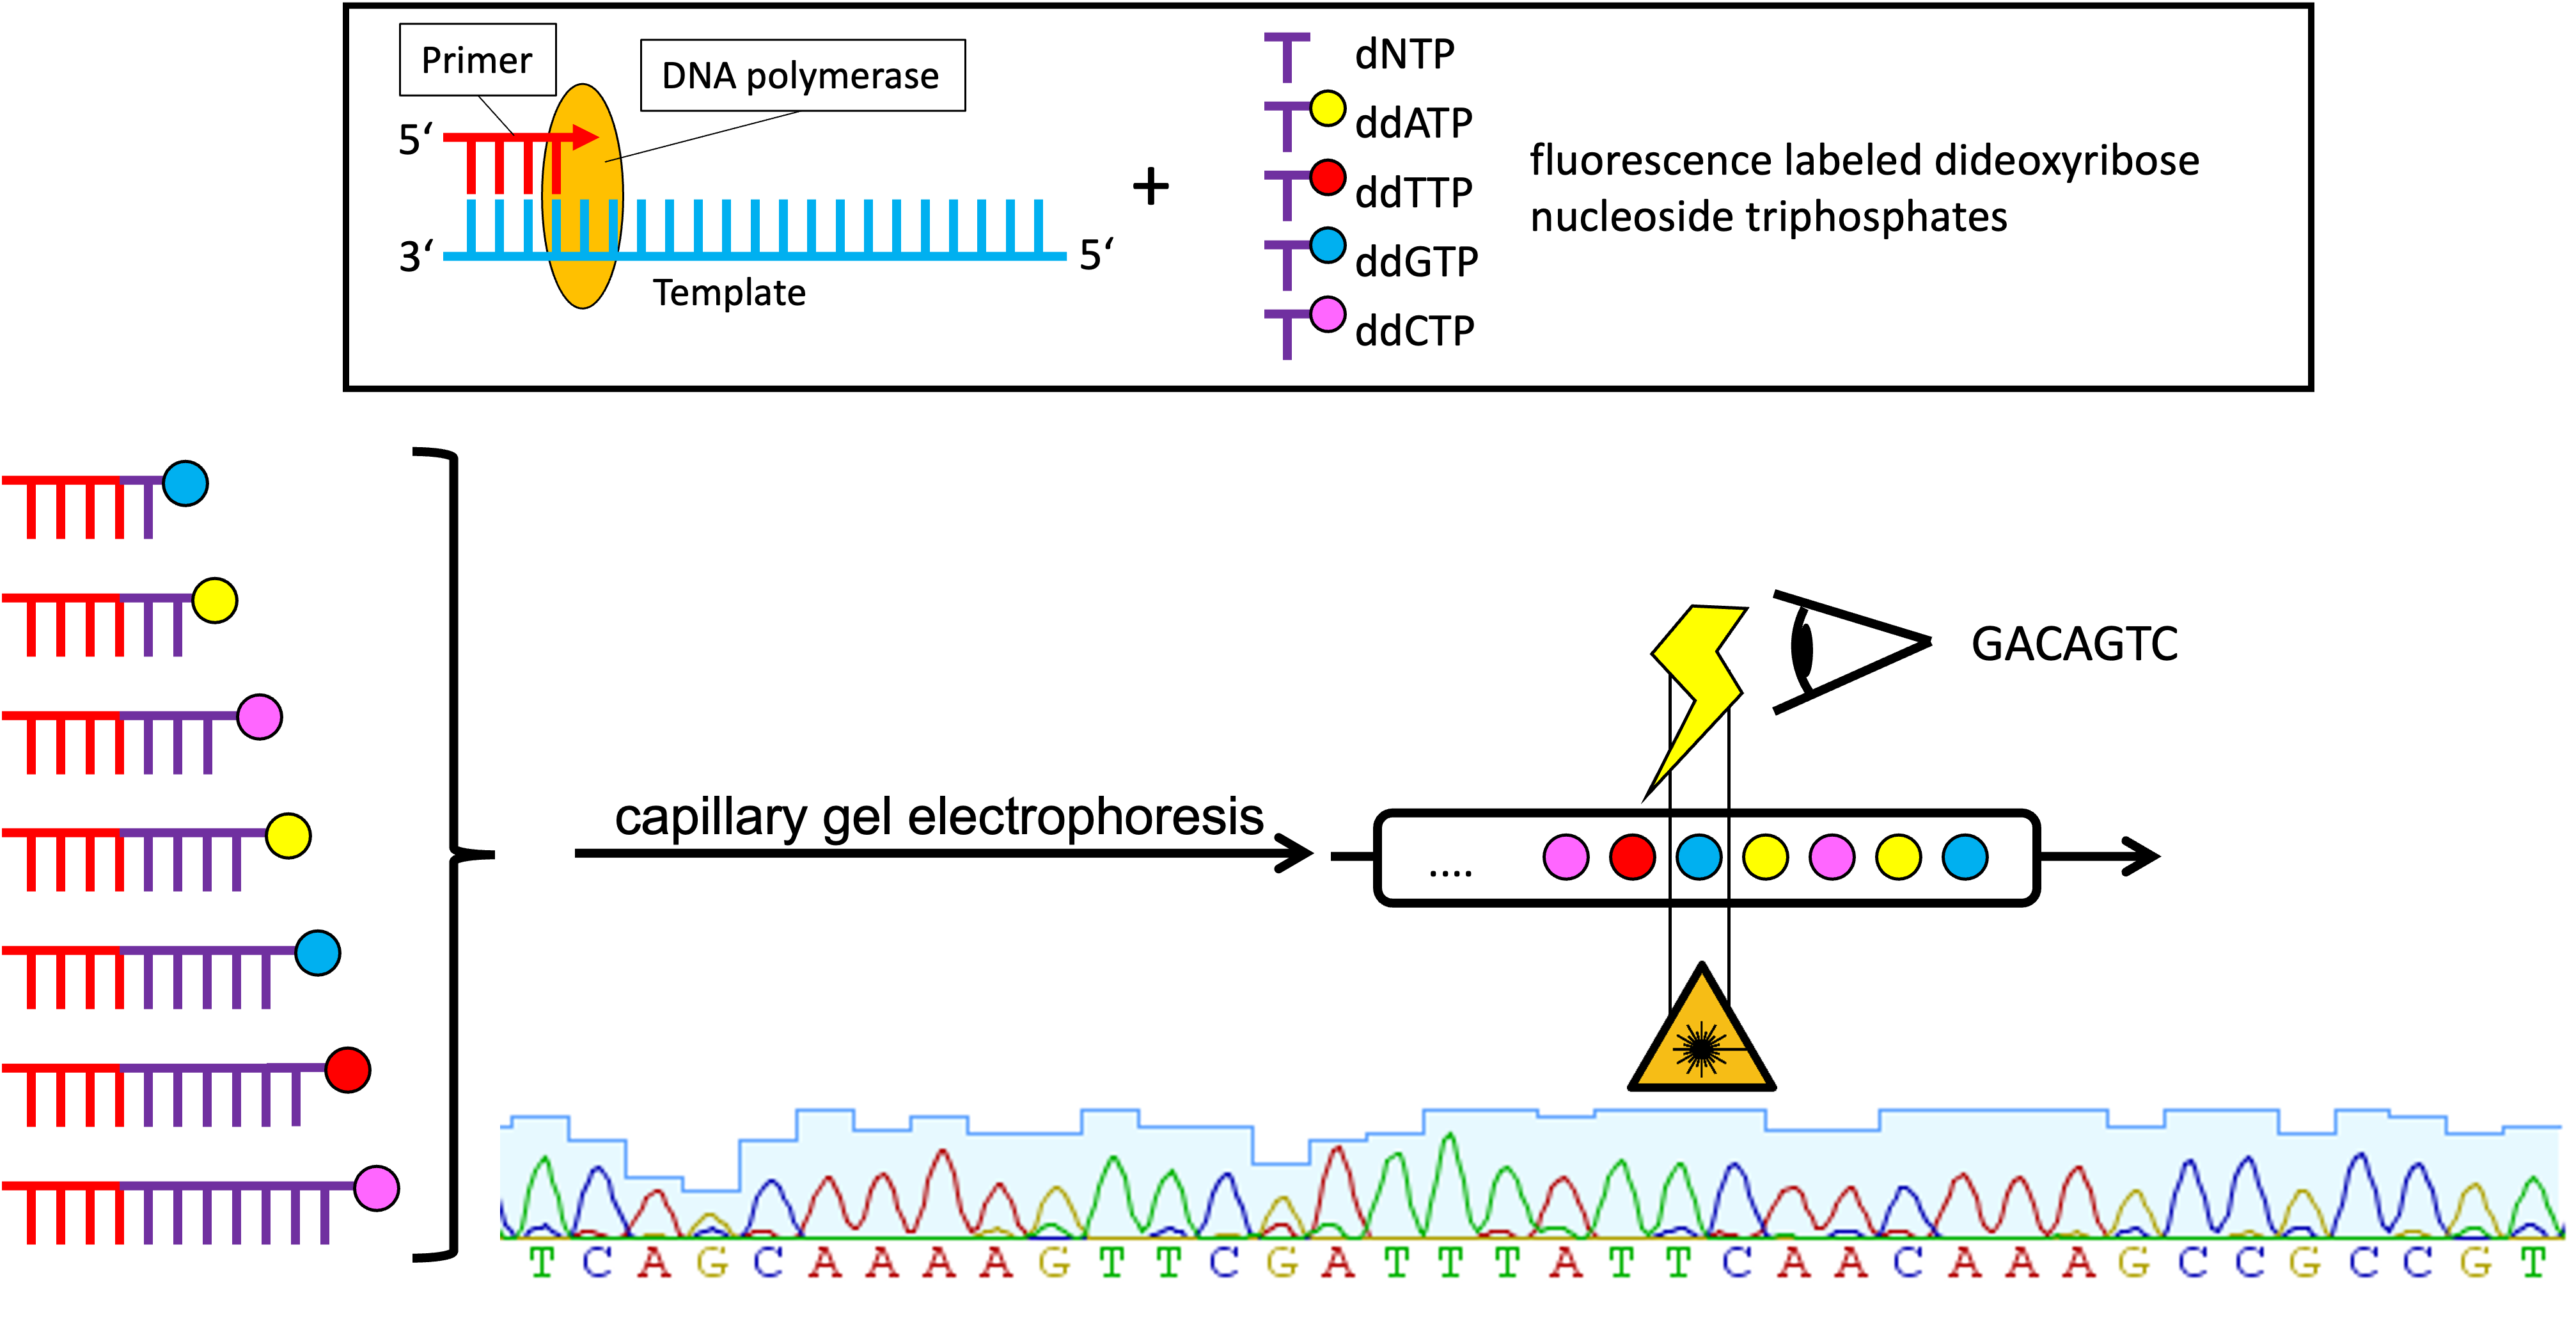 Primer
DNA polymerase
5‘
3‘
5‘
Template
+
dNTP
ddATP
ddTTP
ddGTP
ddCTP
fluorescence labeled dideoxyribose
nucleoside triphosphates
capillary gel electrophoresis
GACAGTC
....
T C A G C A A A A G T T C G A T T T A T T C A A C A A A G C C G C C G T